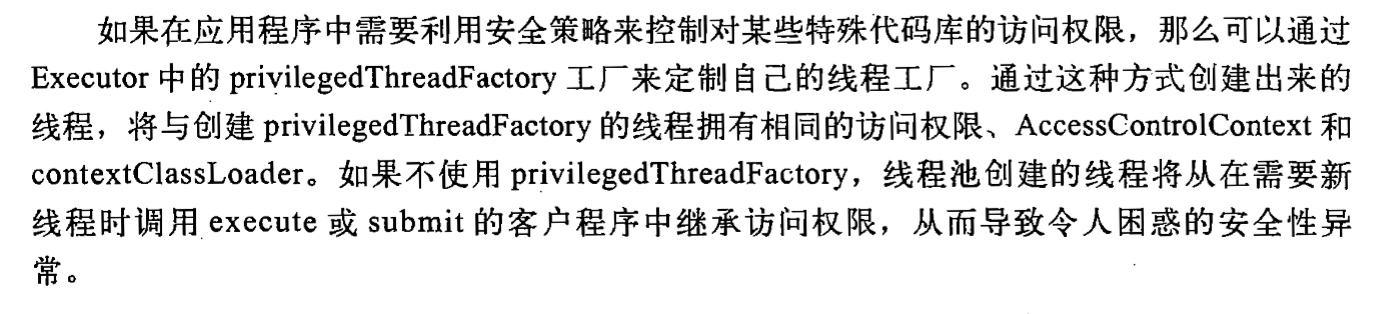 如果在应用程序中需要利用安全策略来控制对某些特殊代码库的访问权限，那么可以通过
Executor 中的 privilegedThreadFactory 工厂来定制自己的线程工厂。通过这种方式创建出来的
线程，将与创建 privilegedThreadFactory 的线程拥有相同的访问权限、AccessControlContext 和
contextClassLoader。如果不使用 privilegedThreadFactory，线程池创建的线程将从在需要新
线程时调用 execute 或 submit 的客户程序中继承访问权限，从而导致令人困惑的安全性异
常。